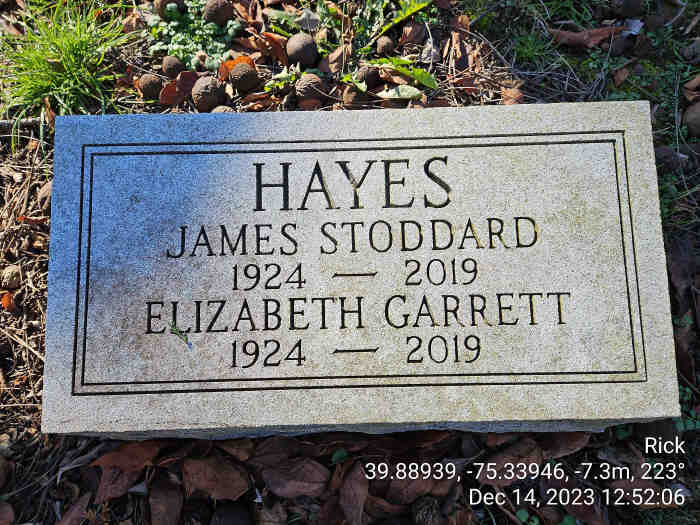 HAYES
JAMES STODDARD
1924 — 2019
ELIZABETH GARRETT
1924 — 2019
Rick
39.88939, -75.33946, -7.3m, 223°
Dec 14, 2023 12:52:06